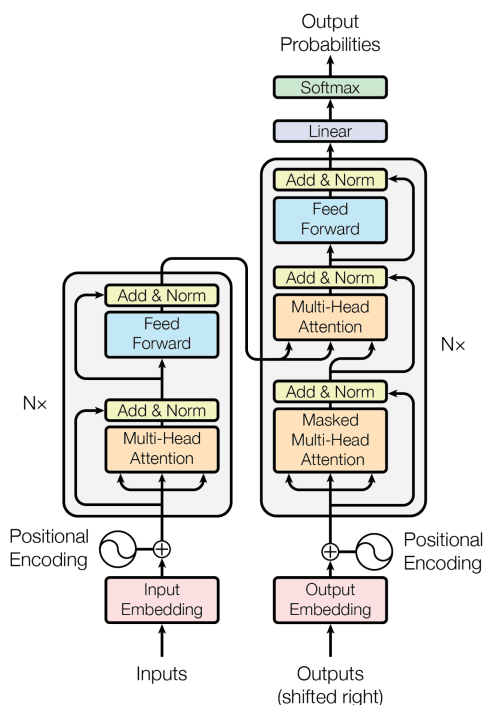 Output
Probabilities
Softmax
Linear
Add & Norm
Feed
Forward
Add & Norm
Multi-Head
Attention
Add & Norm
Masked
Multi-Head
Attention
N×
Add & Norm
Feed
Forward
Add & Norm
Multi-Head
Attention
N×
Positional
Encoding
Positional
Encoding
Input
Embedding
Output
Embedding
Inputs
Outputs
(shifted right)